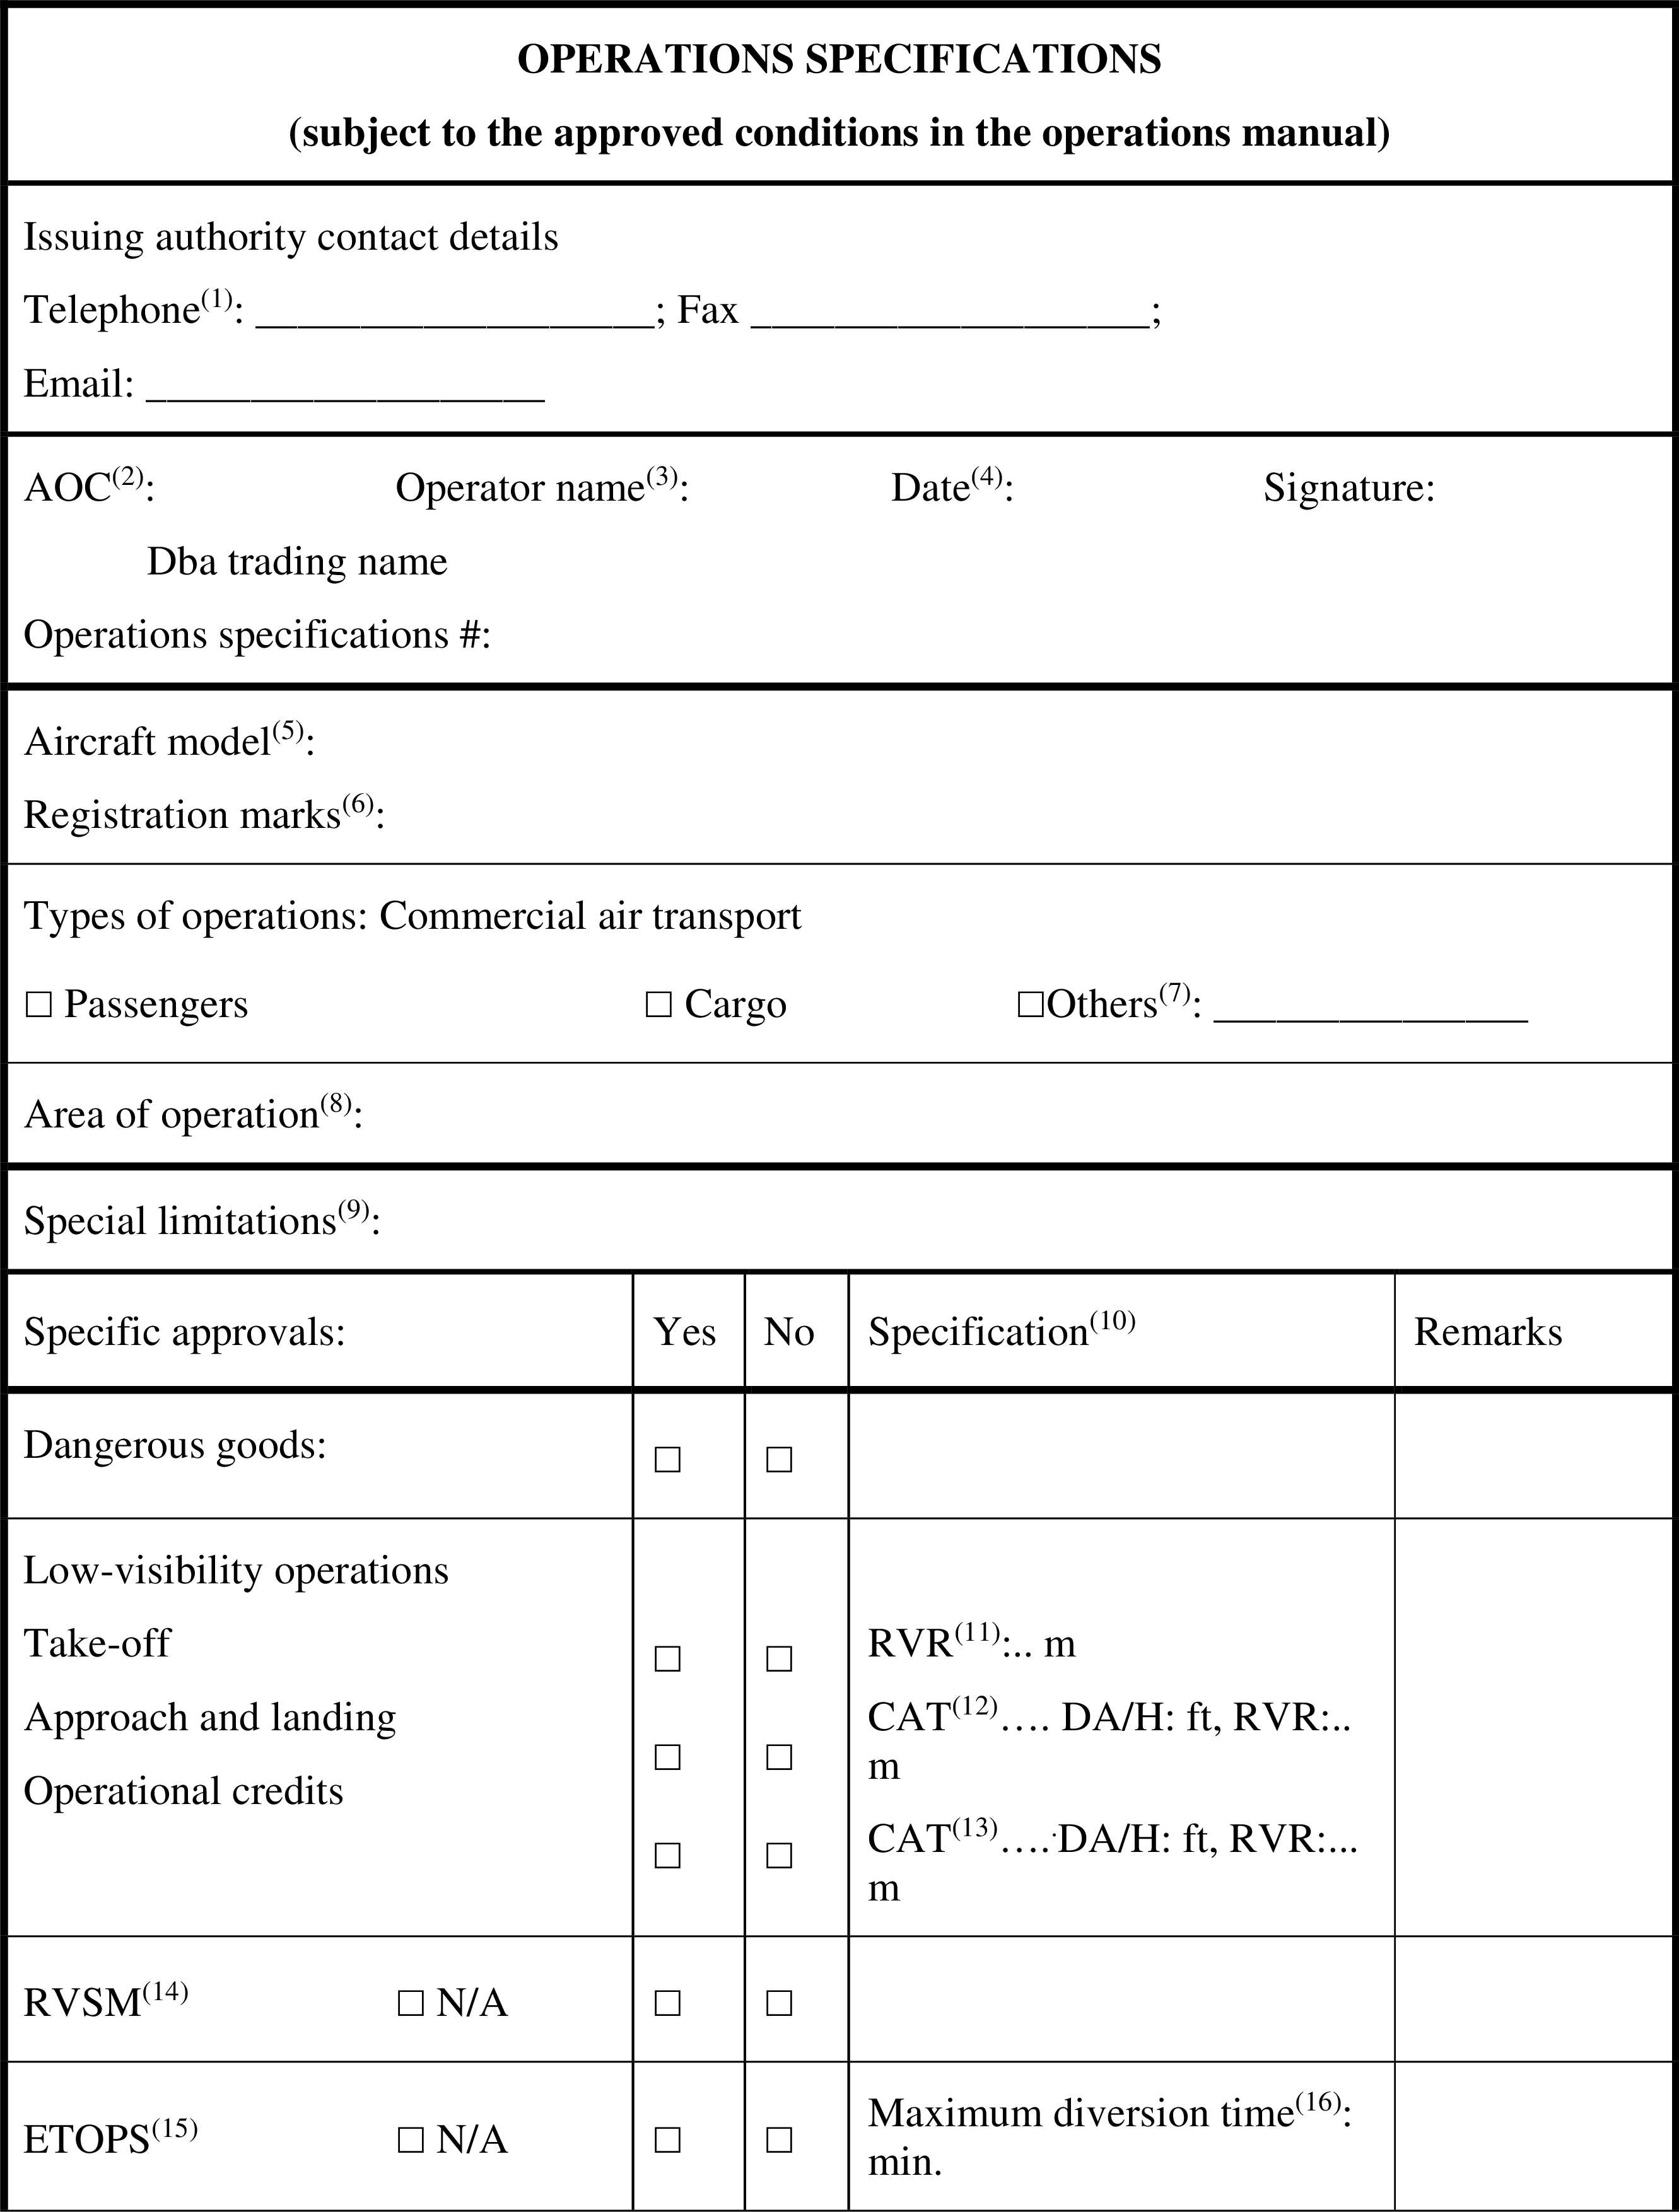 OPERATIONS SPECIFICATIONS
(subject to the approved conditions in the operations manual)
Issuing authority contact details
Telephone(1): ___________________; Fax ___________________;
Email: ___________________
AOC(2): Operator name(3): Date(4): Signature:
Dba trading name
Operations specifications #:
Aircraft model(5):
Registration marks(6):
Types of operations: Commercial air transport
☐ Passengers ☐ Cargo ☐Others(7): _______________
Area of operation(8):
Special limitations(9):
Specific approvals: Yes No Specification(10) Remarks
Dangerous goods: ☐ ☐
Low-visibility operations
Take-off ☐ ☐ RVR(11):.. m
Approach and landing ☐ ☐ CAT(12)…. DA/H: ft, RVR:..
m
Operational credits ☐ ☐ CAT(13)….·DA/H: ft, RVR:...
m
RVSM(14) ☐ N/A ☐ ☐
ETOPS(15) ☐ N/A ☐ ☐ Maximum diversion time(16):
min.